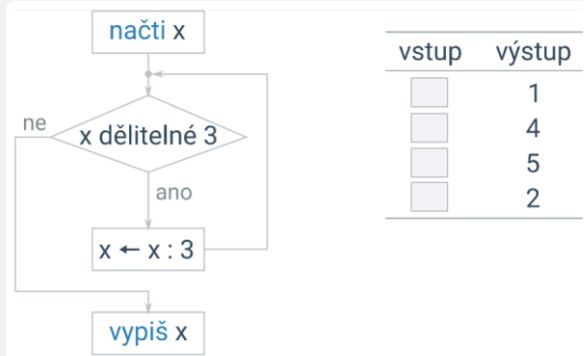 načti x
ne
x dělitelné 3
ano
x ← x : 3
vypiš x
vstup výstup
1
4
5
2